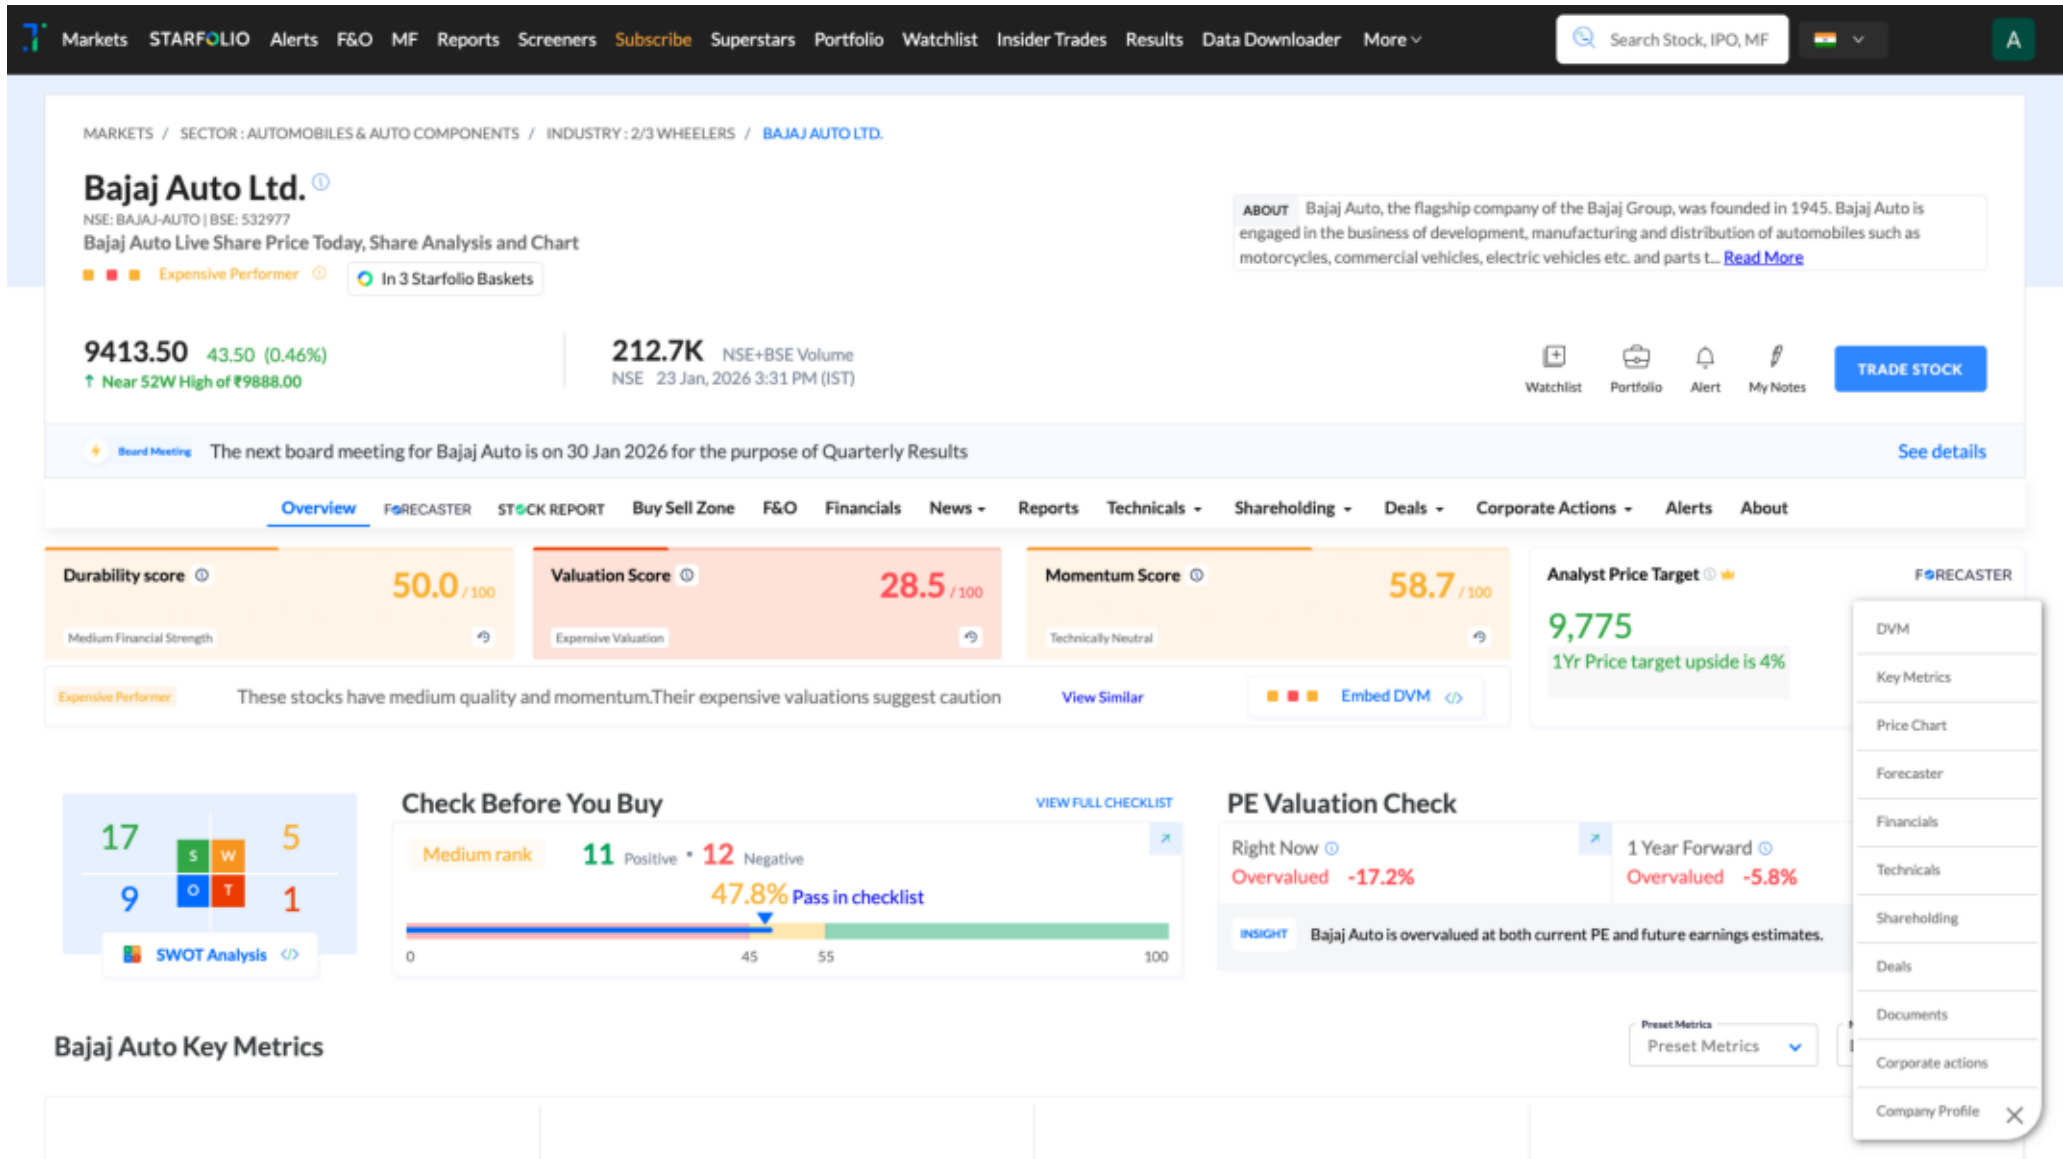 Markets STARFOLIO Alerts F&O MF Reports Screeners Subscribe Superstars Portfolio Watchlist Insider Trades Results Data Downloader More Search Stock, IPO, MF A
MARKETS / SECTOR : AUTOMOBILES & AUTO COMPONENTS / INDUSTRY : 2/3 WHEELERS / BAJAJ AUTO LTD.
Bajaj Auto Ltd.
NSE: BAJAJ-AUTO | BSE: 532977
Bajaj Auto Live Share Price Today, Share Analysis and Chart
Expensive Performer In 3 Starfolio Baskets
ABOUT Bajaj Auto, the flagship company of the Bajaj Group, was founded in 1945. Bajaj Auto is
engaged in the business of development, manufacturing and distribution of automobiles such as
motorcycles, commercial vehicles, electric vehicles etc. and parts t... Read More
9413.50 43.50 (0.46%)
↑ Near 52W High of ₹9888.00
212.7K NSE+BSE Volume
NSE 23 Jan, 2026 3:31 PM (IST)
Watchlist Portfolio Alert My Notes TRADE STOCK
Board Meeting The next board meeting for Bajaj Auto is on 30 Jan 2026 for the purpose of Quarterly Results See details
Overview FORECASTER STOCK REPORT Buy Sell Zone F&O Financials News Reports Technicals Shareholding Deals Corporate Actions Alerts About
Durability score 50.0 / 100
Medium Financial Strength
Valuation Score 28.5 / 100
Expensive Valuation
Momentum Score 58.7 / 100
Technically Neutral
Analyst Price Target FORECASTER
9,775
1Yr Price target upside is 4%
Expensive Performer These stocks have medium quality and momentum.Their expensive valuations suggest caution View Similar Embed DVM </>
17 S W 5
9 O T 1
SWOT Analysis </>
Check Before You Buy VIEW FULL CHECKLIST
Medium rank 11 Positive • 12 Negative
47.8% Pass in checklist
0 45 55 100
PE Valuation Check
Right Now
Overvalued -17.2%
1 Year Forward
Overvalued -5.8%
INSIGHT Bajaj Auto is overvalued at both current PE and future earnings estimates.
Bajaj Auto Key Metrics
Preset Metrics
Preset Metrics
DVM
Key Metrics
Price Chart
Forecaster
Financials
Technicals
Shareholding
Deals
Documents
Corporate actions
Company Profile